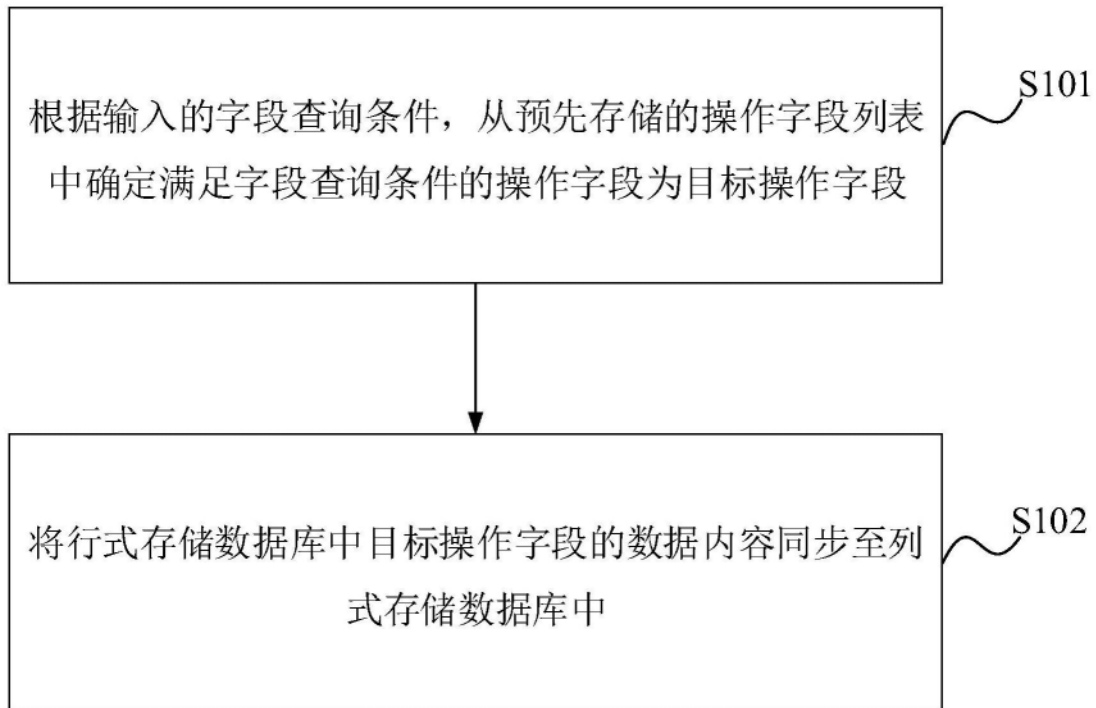 根据输入的字段查询条件，从预先存储的操作字段列表
S101
中确定满足字段查询条件的操作字段为目标操作字段
将行式存储数据库中目标操作字段的数据内容同步至列
S102
式存储数据库中